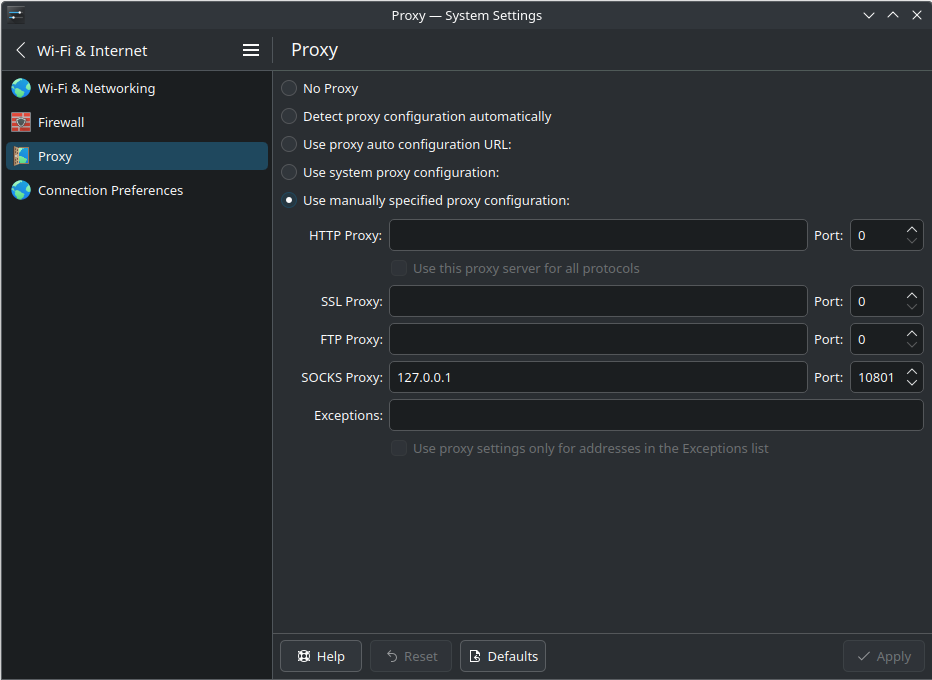 Proxy — System Settings
Wi-Fi & Internet
Proxy
Wi-Fi & Networking
Firewall
Proxy
Connection Preferences
No Proxy
Detect proxy configuration automatically
Use proxy auto configuration URL:
Use system proxy configuration:
Use manually specified proxy configuration:
HTTP Proxy: Port: 0
Use this proxy server for all protocols
SSL Proxy: Port: 0
FTP Proxy: Port: 0
SOCKS Proxy: 127.0.0.1 Port: 10801
Exceptions:
Use proxy settings only for addresses in the Exceptions list
Help Reset Defaults Apply